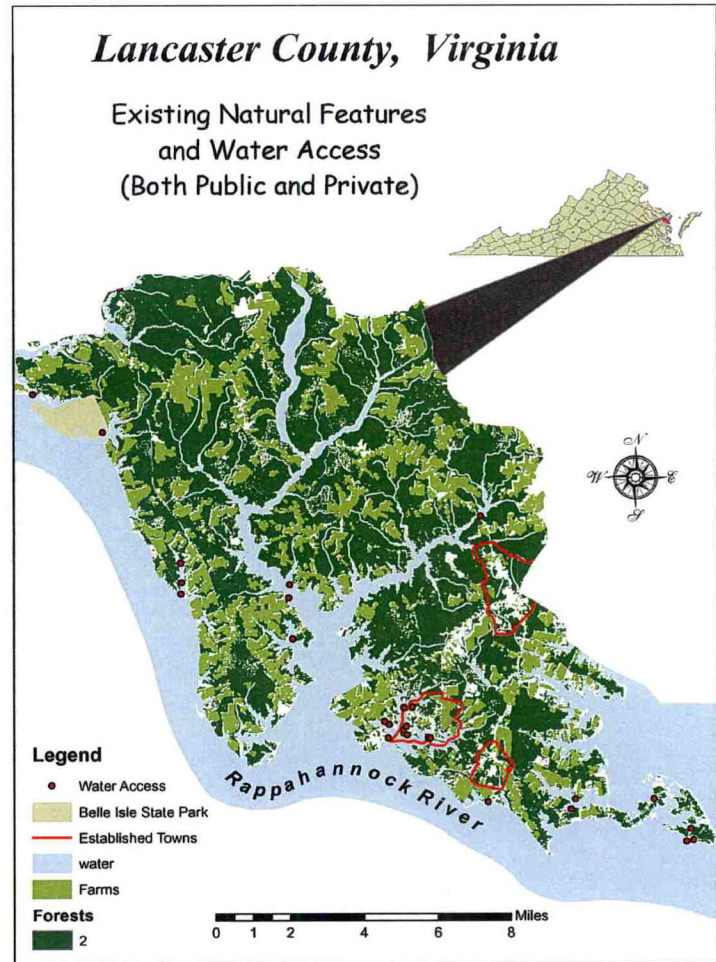 Lancaster County, Virginia
Existing Natural Features
and Water Access
(Both Public and Private)
N
W E
S
Rappahannock River
Legend
Water Access
Belle Isle State Park
Established Towns
water
Farms
Forests
2
Miles
0 1 2 4 6 8